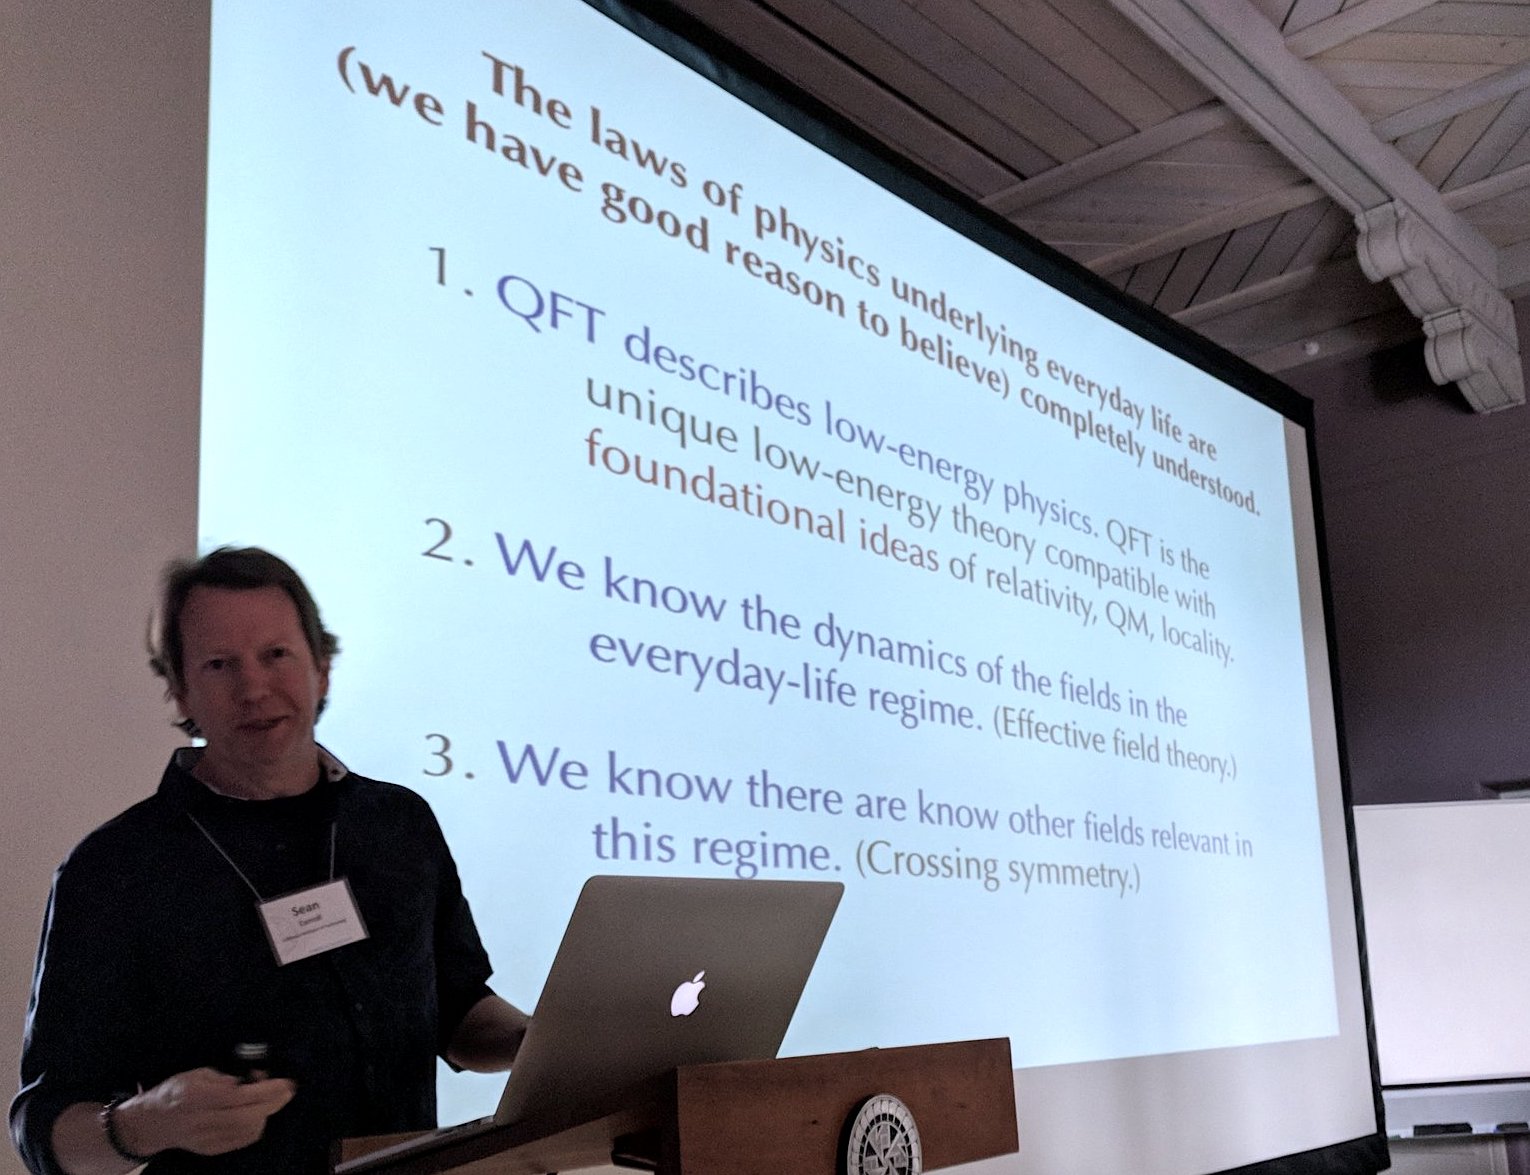 The laws of physics underlying everyday life are
(we have good reason to believe) completely understood.
1. QFT describes low-energy physics. QFT is the
unique low-energy theory compatible with
foundational ideas of relativity, QM, locality.
2. We know the dynamics of the fields in the
everyday-life regime. (Effective field theory.)
3. We know there are know other fields relevant in
this regime. (Crossing symmetry.)
Sean
Carroll